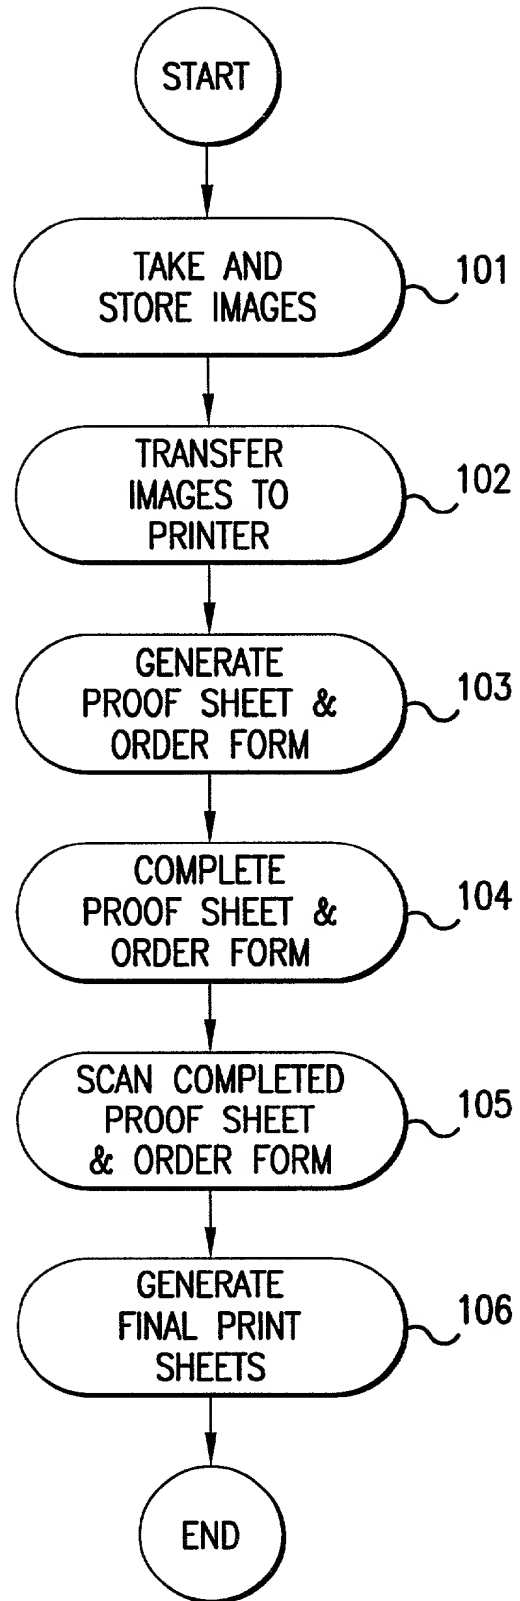 START
TAKE AND
STORE IMAGES
101
TRANSFER
IMAGES TO
PRINTER
102
GENERATE
PROOF SHEET &
ORDER FORM
103
COMPLETE
PROOF SHEET &
ORDER FORM
104
SCAN COMPLETED
PROOF SHEET
& ORDER FORM
105
GENERATE
FINAL PRINT
SHEETS
106
END